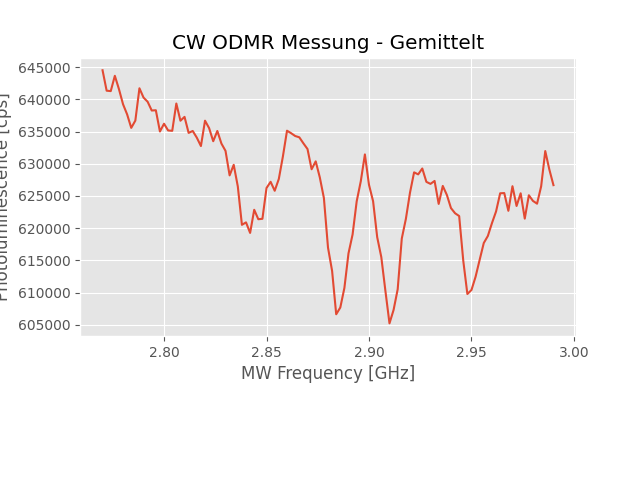 CW ODMR Messung - Gemittelt
645000
640000
635000
630000
625000
620000
615000
610000
605000
Photoluminescence [cps]
2.80 2.85 2.90 2.95 3.00
MW Frequency [GHz]